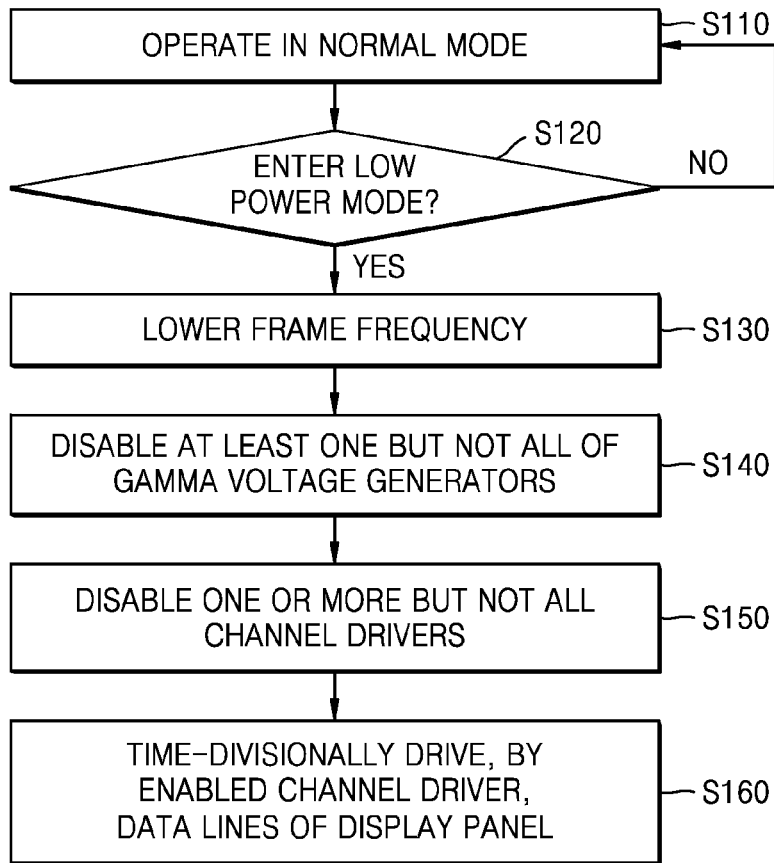 OPERATE IN NORMAL MODE
S110
ENTER LOW
POWER MODE?
S120
NO
YES
LOWER FRAME FREQUENCY
S130
DISABLE AT LEAST ONE BUT NOT ALL OF
GAMMA VOLTAGE GENERATORS
S140
DISABLE ONE OR MORE BUT NOT ALL
CHANNEL DRIVERS
S150
TIME-DIVISIONALLY DRIVE, BY
ENABLED CHANNEL DRIVER,
DATA LINES OF DISPLAY PANEL
S160